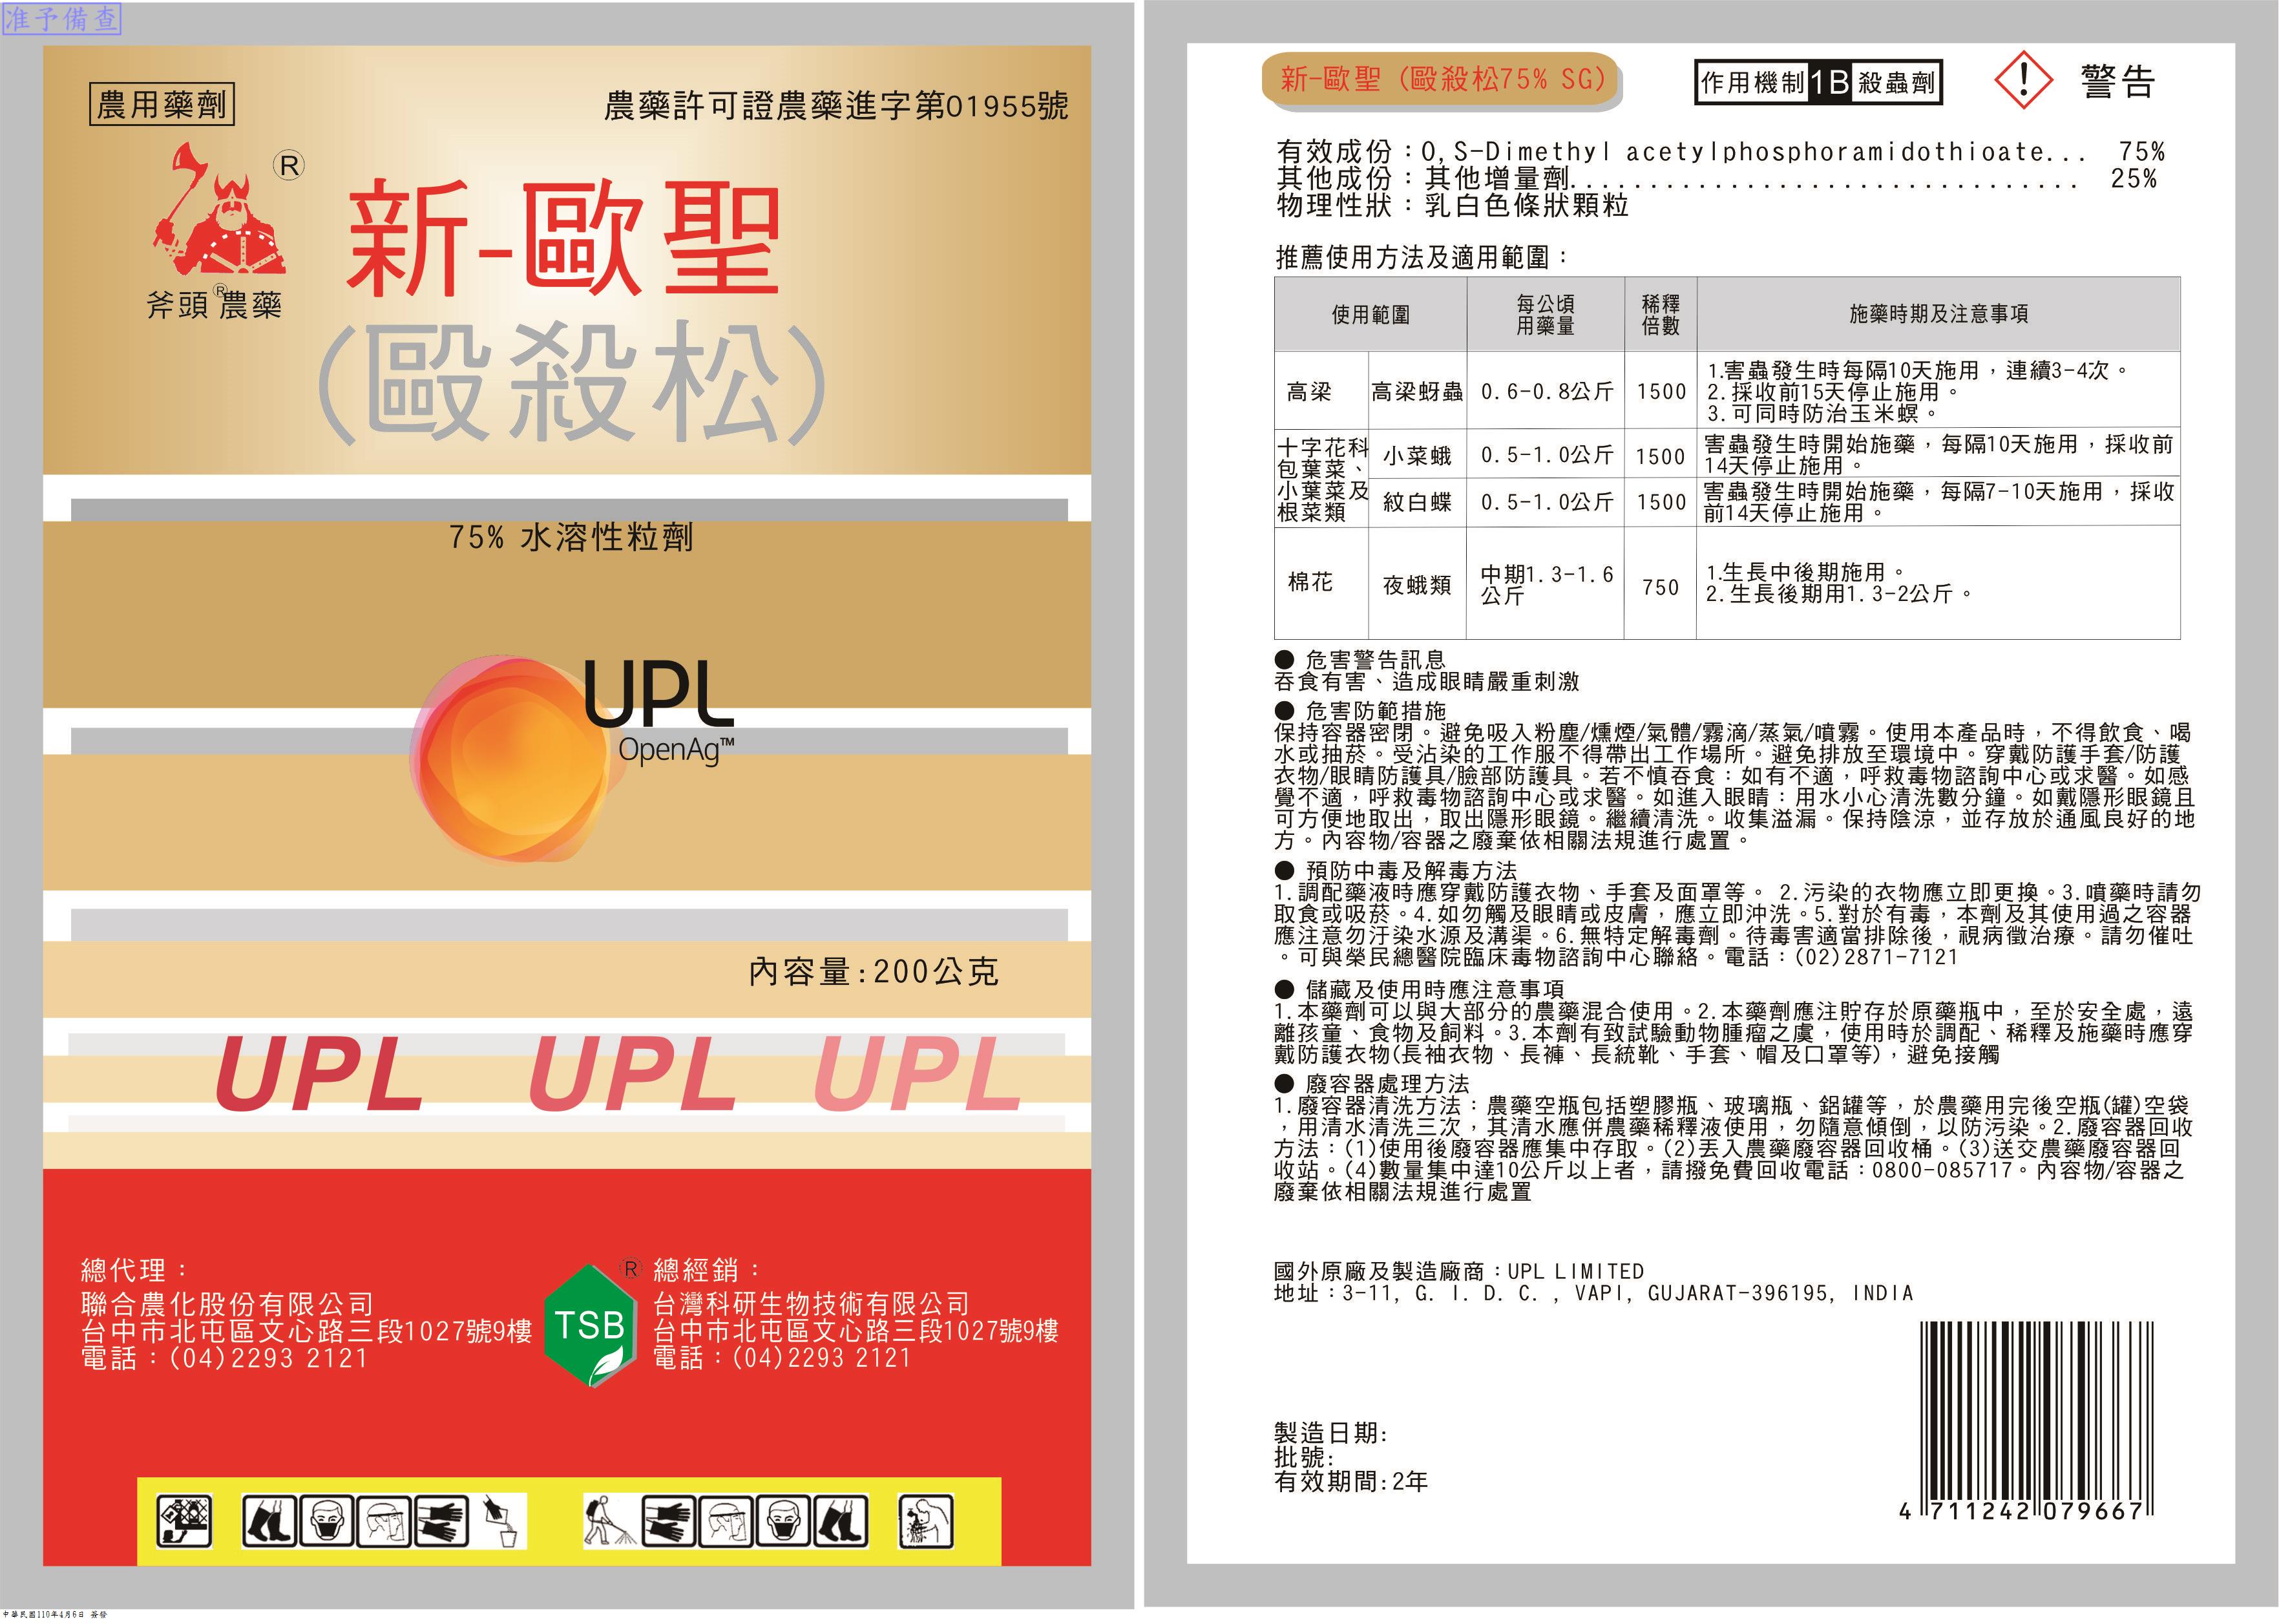 准予備查
農用藥劑
農藥許可證農藥進字第01955號
®
新-歐聖
斧頭®農藥
(毆殺松)
75% 水溶性粒劑
UPL
OpenAg™
內容量:200公克
UPL UPL UPL
總代理：
聯合農化股份有限公司
台中市北屯區文心路三段1027號9樓
電話：(04)2293 2121
TSB ®
總經銷：
台灣科研生物技術有限公司
台中市北屯區文心路三段1027號9樓
電話：(04)2293 2121
中華民國110年4月6日 簽發
新-歐聖 (毆殺松75% SG)
作用機制 1B 殺蟲劑
警告
有效成份：O,S-Dimethyl acetylphosphoramidothioate... 75%
其他成份：其他增量劑................................ 25%
物理性狀：乳白色條狀顆粒
推薦使用方法及適用範圍：
使用範圍 每公頃用藥量 稀釋倍數 施藥時期及注意事項
高梁 高梁蚜蟲 0.6-0.8公斤 1500
1.害蟲發生時每隔10天施用，連續3-4次。
2.採收前15天停止施用。
3.可同時防治玉米螟。
十字花科
包葉菜、
小葉菜及
根菜類
小菜蛾 0.5-1.0公斤 1500
害蟲發生時開始施藥，每隔10天施用，採收前
14天停止施用。
紋白蝶 0.5-1.0公斤 1500
害蟲發生時開始施藥，每隔7-10天施用，採收
前14天停止施用。
棉花 夜蛾類
中期1.3-1.6
公斤
750
1.生長中後期施用。
2.生長後期用1.3-2公斤。
● 危害警告訊息
吞食有害、造成眼睛嚴重刺激
● 危害防範措施
保持容器密閉。避免吸入粉塵/燻煙/氣體/霧滴/蒸氣/噴霧。使用本產品時，不得飲食、喝
水或抽菸。受沾染的工作服不得帶出工作場所。避免排放至環境中。穿戴防護手套/防護
衣物/眼睛防護具/臉部防護具。若不慎吞食：如有不適，呼救毒物諮詢中心或求醫。如感
覺不適，呼救毒物諮詢中心或求醫。如進入眼睛：用水小心清洗數分鐘。如戴隱形眼鏡且
可方便地取出，取出隱形眼鏡。繼續清洗。收集溢漏。保持陰涼，並存放於通風良好的地
方。內容物/容器之廢棄依相關法規進行處置。
● 預防中毒及解毒方法
1.調配藥液時應穿戴防護衣物、手套及面罩等。 2.污染的衣物應立即更換。3.噴藥時請勿
取食或吸菸。4.如勿觸及眼睛或皮膚，應立即沖洗。5.對於有毒，本劑及其使用過之容器
應注意勿汙染水源及溝渠。6.無特定解毒劑。待毒害適當排除後，視病徵治療。請勿催吐
。可與榮民總醫院臨床毒物諮詢中心聯絡。電話：(02)2871-7121
● 儲藏及使用時應注意事項
1.本藥劑可以與大部分的農藥混合使用。2.本藥劑應注貯存於原藥瓶中，至於安全處，遠
離孩童、食物及飼料。3.本劑有致試驗動物腫瘤之虞，使用時於調配、稀釋及施藥時應穿
戴防護衣物(長袖衣物、長褲、長統靴、手套、帽及口罩等)，避免接觸
● 廢容器處理方法
1.廢容器清洗方法：農藥空瓶包括塑膠瓶、玻璃瓶、鋁罐等，於農藥用完後空瓶(罐)空袋
，用清水清洗三次，其清水應併農藥稀釋液使用，勿隨意傾倒，以防污染。2.廢容器回收
方法：(1)使用後廢容器應集中存取。(2)丟入農藥廢容器回收桶。(3)送交農藥廢容器回
收站。(4)數量集中達10公斤以上者，請撥免費回收電話：0800-085717。內容物/容器之
廢棄依相關法規進行處置
國外原廠及製造廠商：UPL LIMITED
地址：3-11, G. I. D. C. , VAPI, GUJARAT-396195, INDIA
製造日期:
批號:
有效期間:2年
4 711242 079667